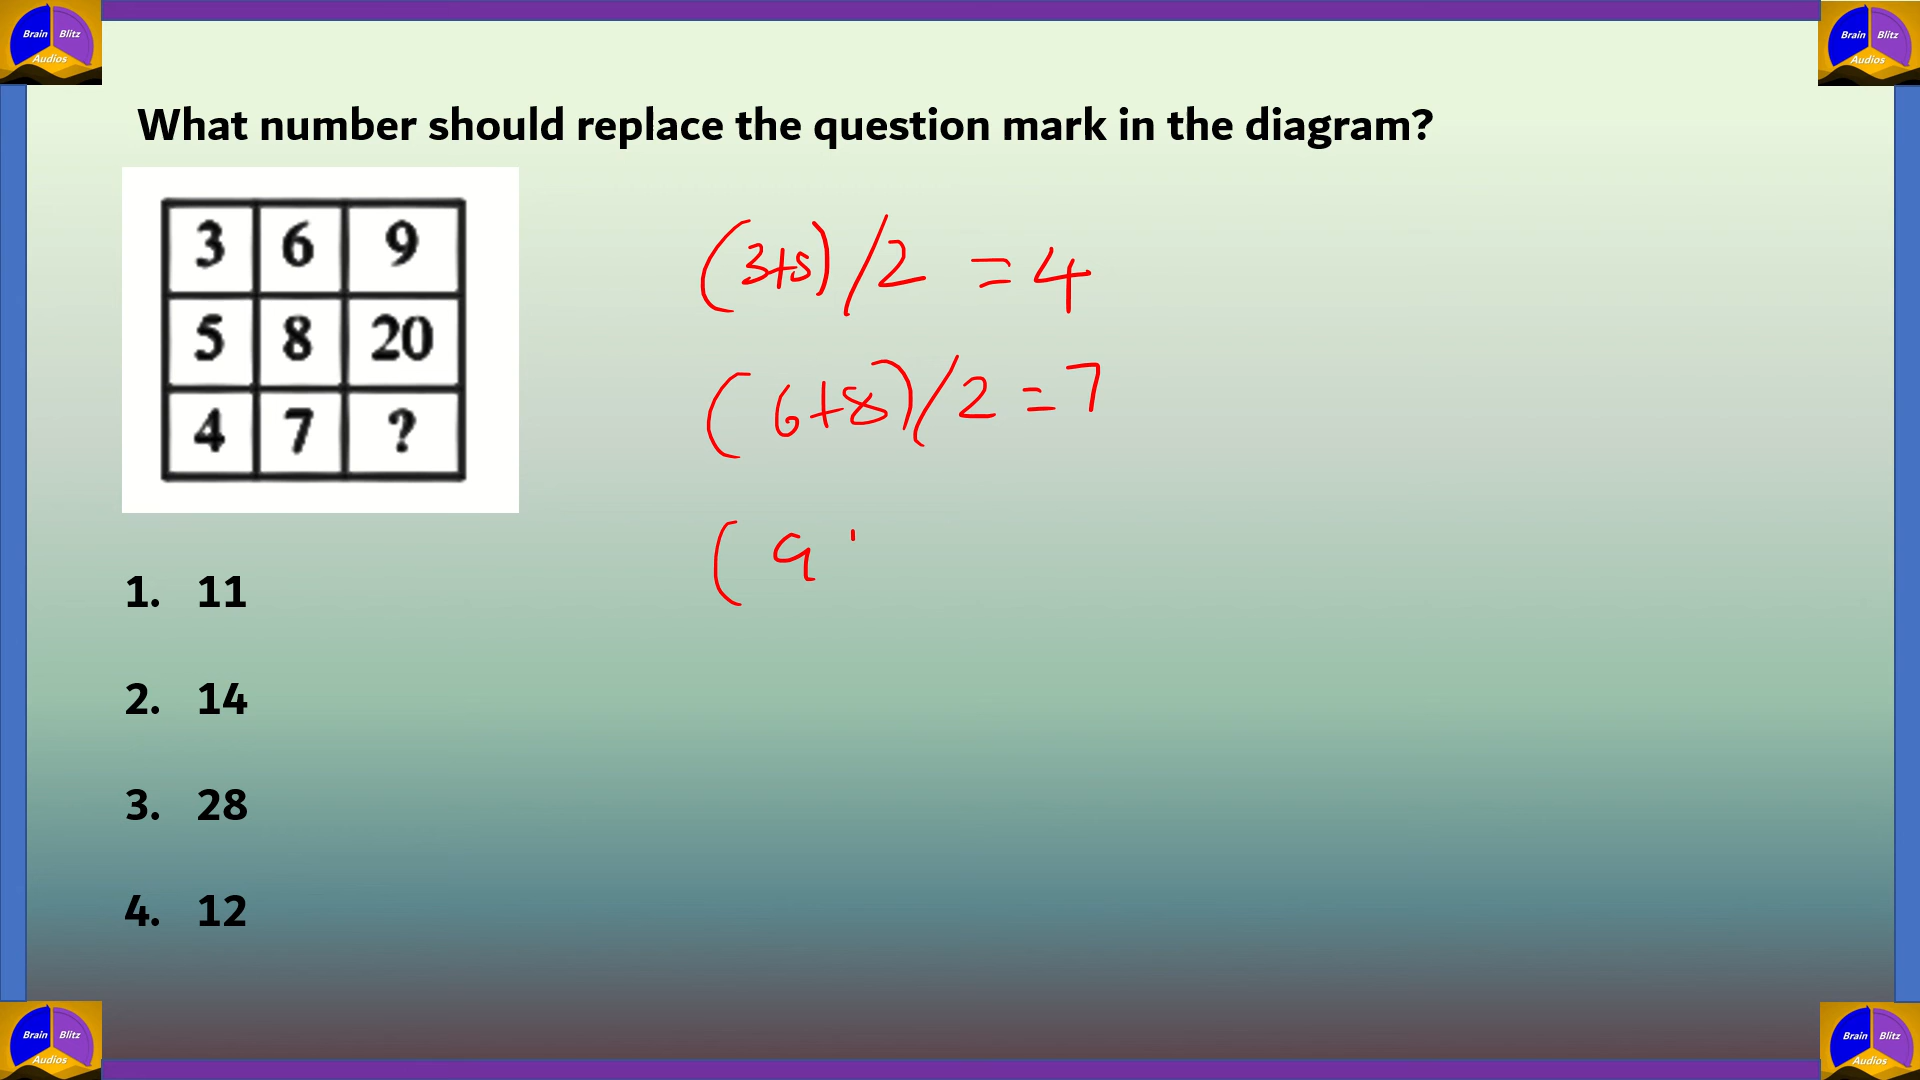 Brain Blitz
Audios
Brain Blitz
Audios
What number should replace the question mark in the diagram?
3 6 9
5 8 20
4 7 ?
(3+5)/2 = 4
(6+8)/2 = 7
(9
1. 11
2. 14
3. 28
4. 12
Brain Blitz
Audios
Brain Blitz
Audios